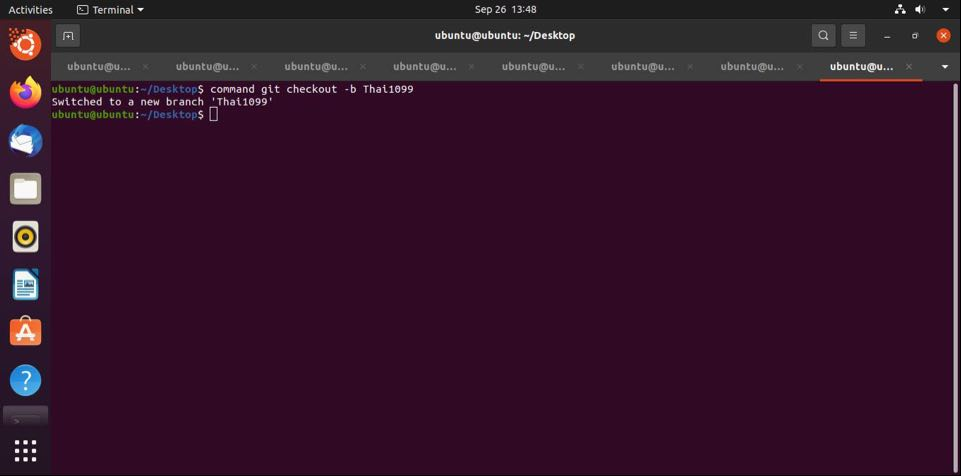 Activities Terminal Sep 26 13:48
ubuntu@ubuntu: ~/Desktop
ubuntu@u... × ubuntu@u... × ubuntu@u... × ubuntu@u... × ubuntu@u... × ubuntu@u... × ubuntu@u... × ubuntu@u... ×
ubuntu@ubuntu:~/Desktop$ command git checkout -b Thai1099
Switched to a new branch 'Thai1099'
ubuntu@ubuntu:~/Desktop$